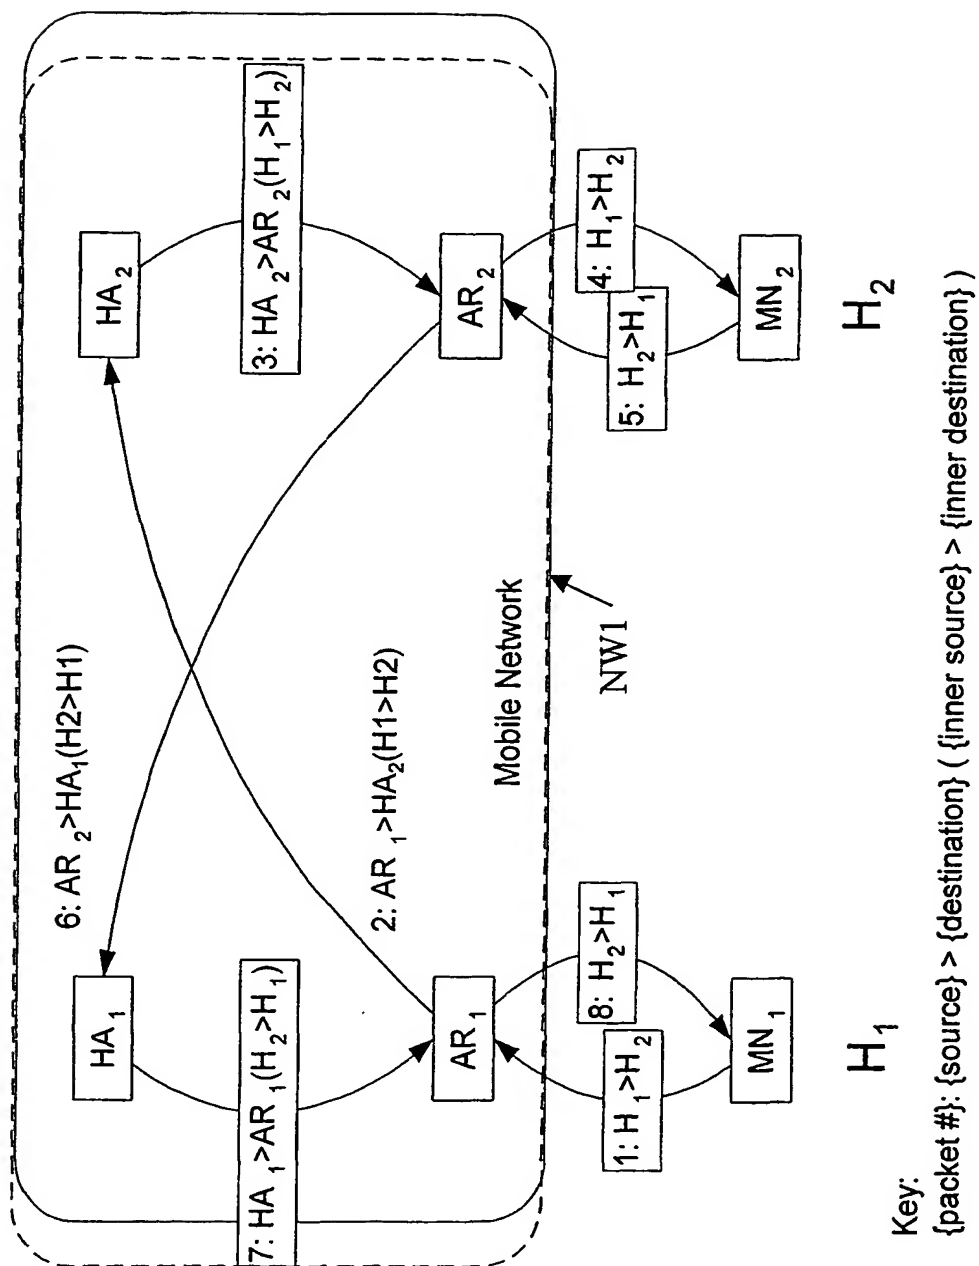 HA₁
HA₂
6: AR₂>HA₁(H2>H1)
7: HA₁>AR₁(H₂>H₁)
3: HA₂>AR₂(H₁>H₂)
2: AR₁>HA₂(H1>H2)
AR₁
AR₂
Mobile Network
NW1
1: H₁>H₂
8: H₂>H₁
5: H₂>H₁
4: H₁>H₂
MN₁
MN₂
H₁
H₂
Key:
{packet #}: {source} > {destination} ( {inner source} > {inner destination} )